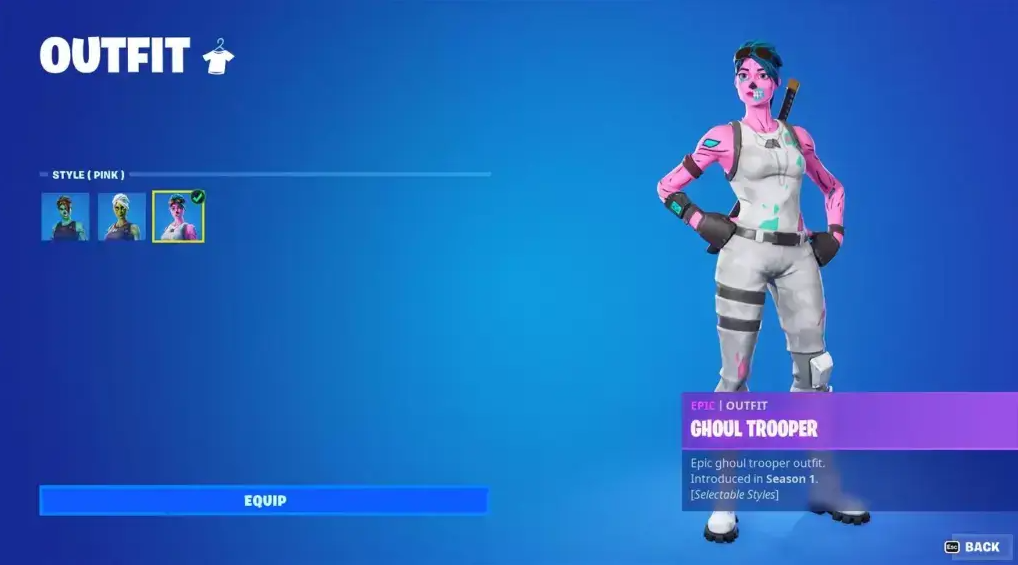 OUTFIT
STYLE ( PINK )
EQUIP
EPIC | OUTFIT
GHOUL TROOPER
Epic ghoul trooper outfit.
Introduced in Season 1.
[Selectable Styles]
Esc BACK